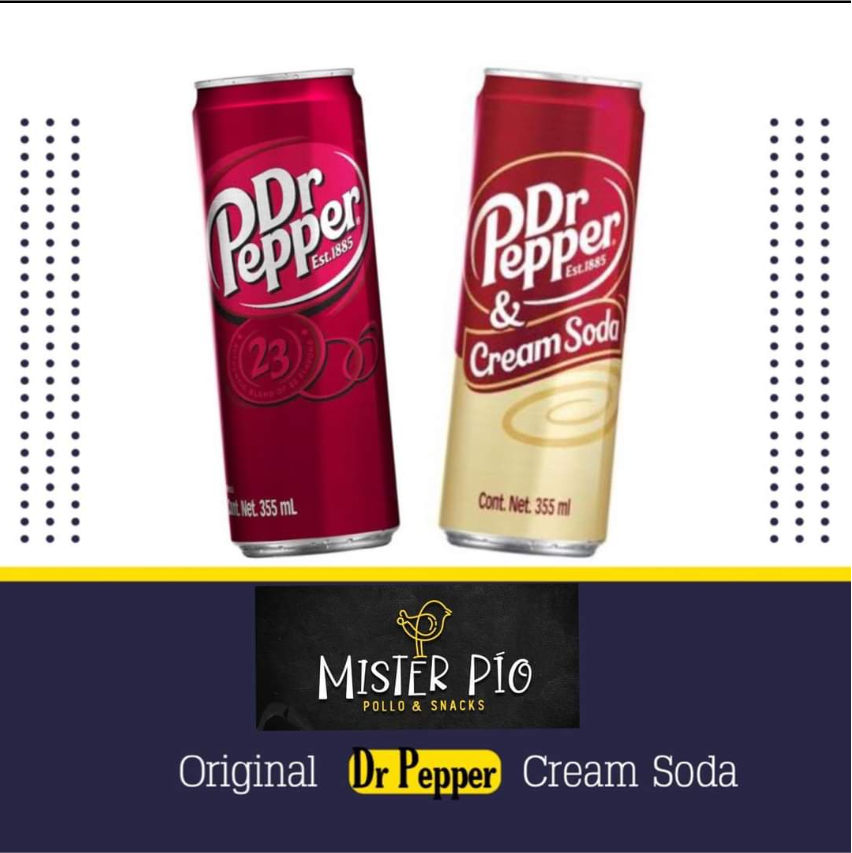 Dr
Pepper
Est.1885
23
Cont. Net. 355 mL
Dr
Pepper
Est.1885
&
Cream Soda
Cont. Net. 355 ml
MISTER PÍO
POLLO & SNACKS
Original Dr Pepper Cream Soda